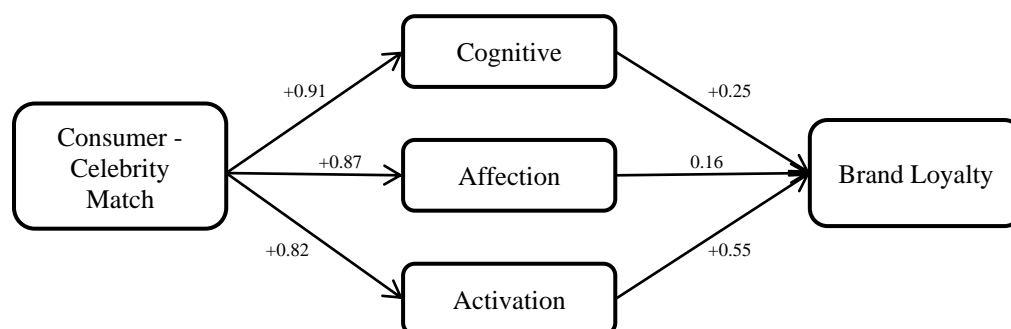 Cognitive
+0.91
+0.25
Consumer -
Celebrity
Match
+0.87
Affection
0.16
Brand Loyalty
+0.82
+0.55
Activation